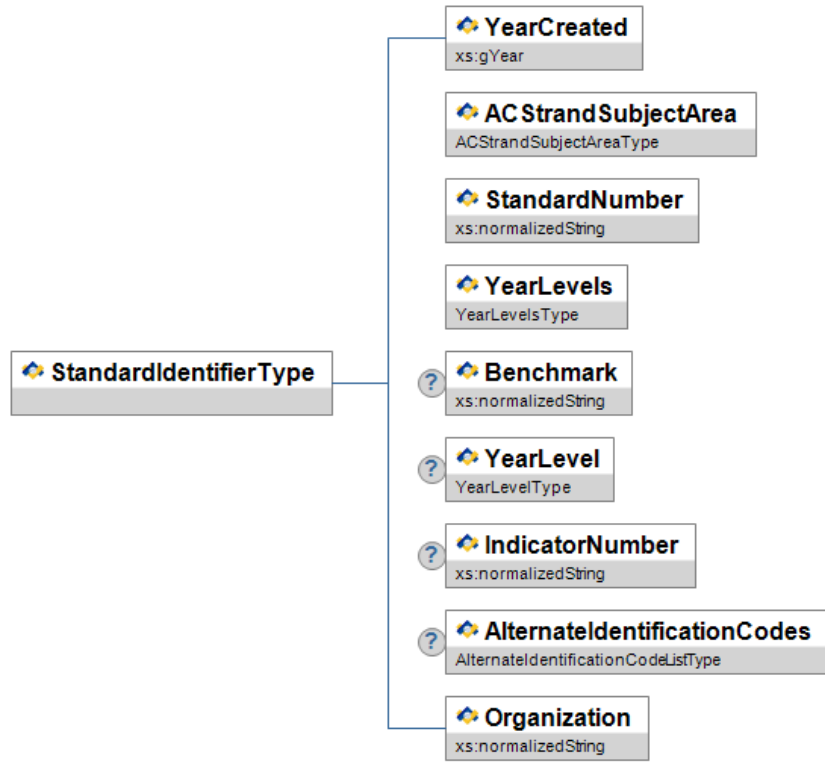 YearCreated
xs:gYear
ACStrandSubjectArea
ACStrandSubjectAreaType
StandardNumber
xs:normalizedString
YearLevels
YearLevelsType
StandardIdentifierType
?
Benchmark
xs:normalizedString
?
YearLevel
YearLevelType
?
IndicatorNumber
xs:normalizedString
?
AlternateIdentificationCodes
AlternateIdentificationCodeListType
Organization
xs:normalizedString